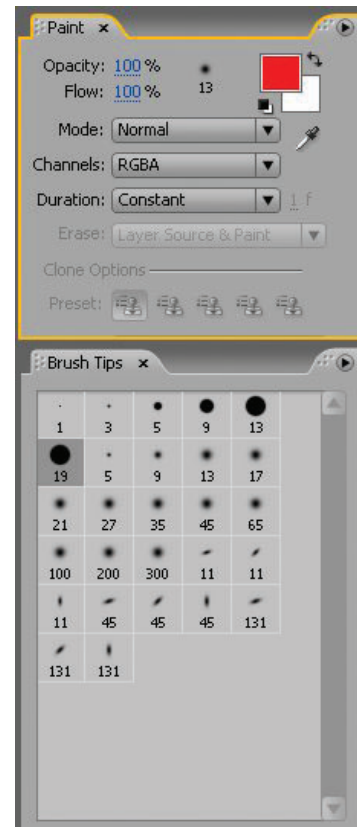 Paint ×
Opacity: 100 %
Flow: 100 % 13
Mode: Normal
Channels: RGBA
Duration: Constant 1 f
Erase: Layer Source & Paint
Clone Options
Preset:
Brush Tips ×
1 3 5 9 13
19 5 9 13 17
21 27 35 45 65
100 200 300 11 11
11 45 45 45 131
131 131